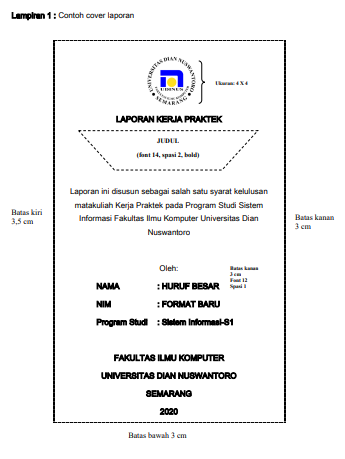 Lampiran 1 : Contoh cover laporan
UNIVERSITAS DIAN NUSWANTORO
UDINUS
SEMARANG
Ukuran: 4 X 4
LAPORAN KERJA PRAKTEK
JUDUL
(font 14, spasi 2, bold)
Laporan ini disusun sebagai salah satu syarat kelulusan
matakuliah Kerja Praktek pada Program Studi Sistem
Informasi Fakultas Ilmu Komputer Universitas Dian
Nuswantoro
Batas kiri
3,5 cm
Batas kanan
3 cm
Oleh:
Batas kanan
3 cm
Font 12
Spasi 1
NAMA : HURUF BESAR
NIM : FORMAT BARU
Program Studi : Sistem Informasi-S1
FAKULTAS ILMU KOMPUTER
UNIVERSITAS DIAN NUSWANTORO
SEMARANG
2020
Batas bawah 3 cm